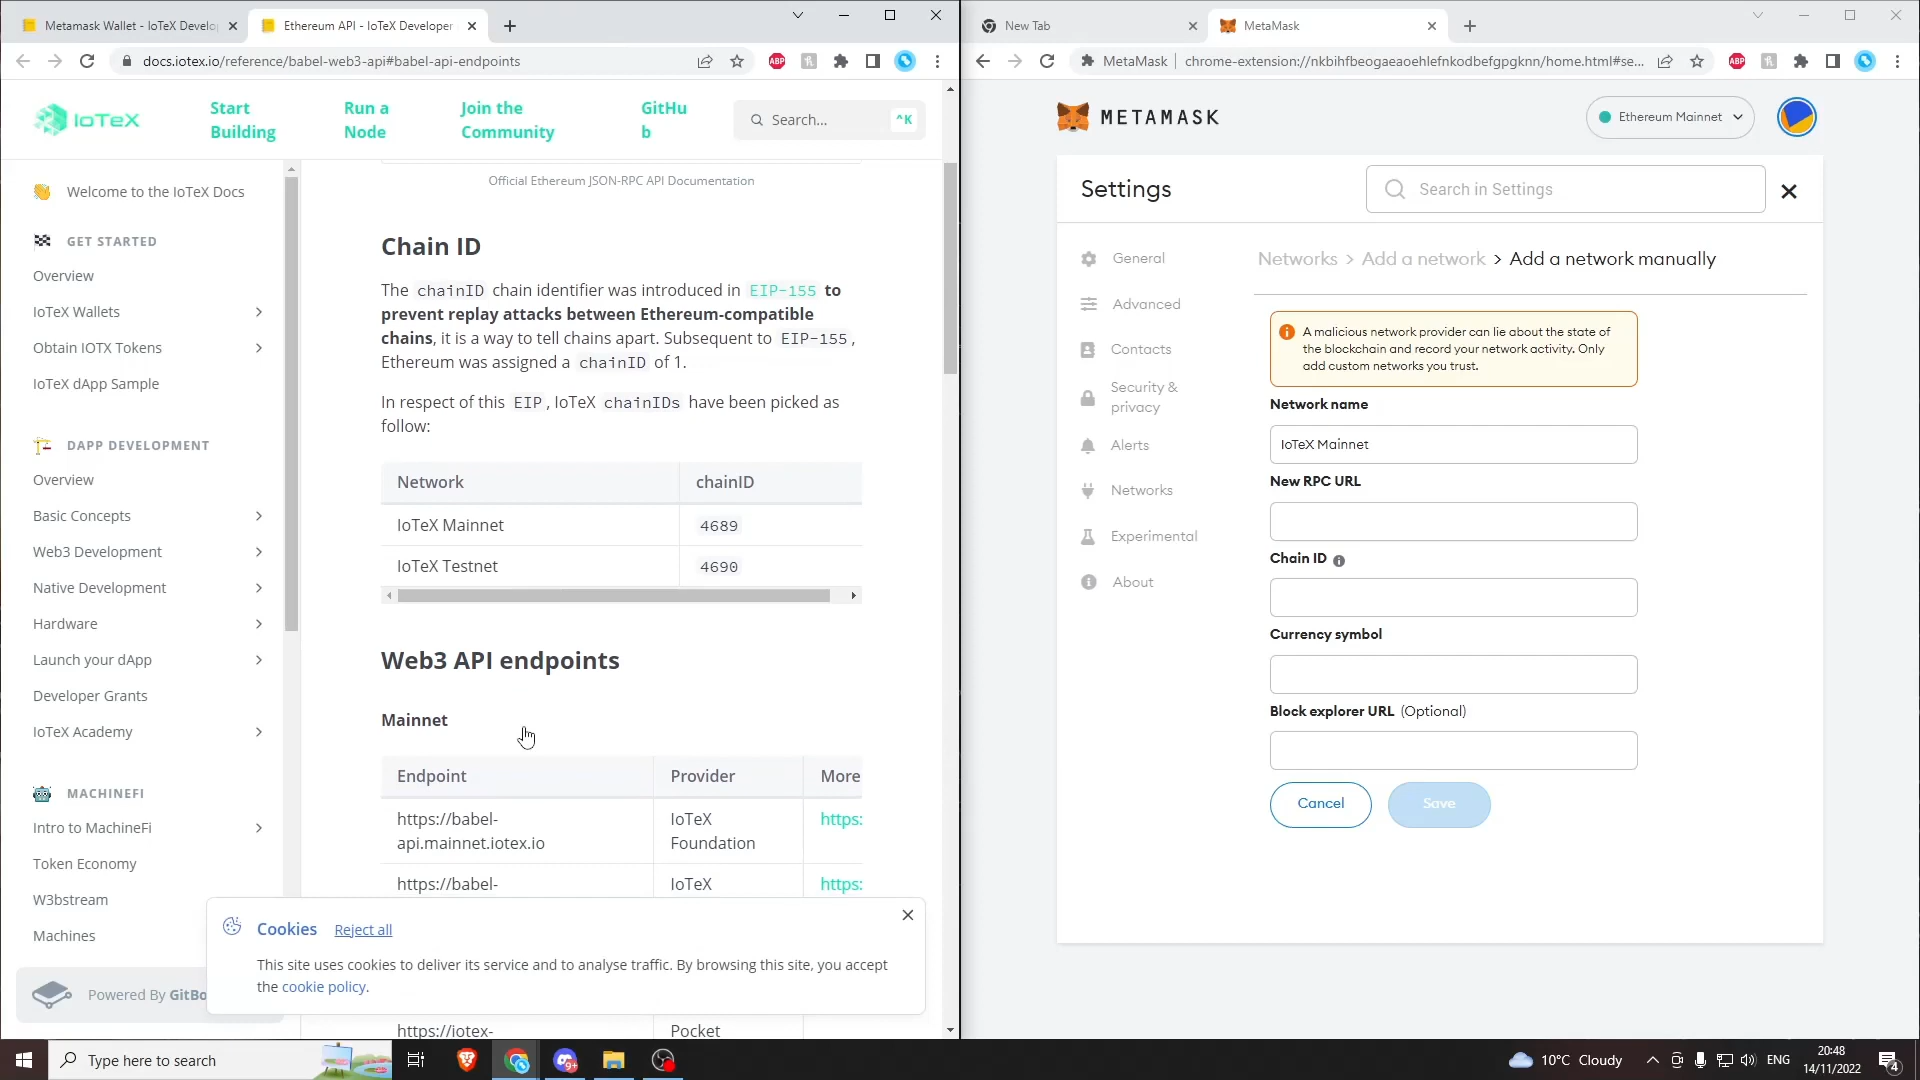 Metamask Wallet - IoTeX Develo
Ethereum API - IoTeX Developer
docs.iotex.io/reference/babel-web3-api#babel-api-endpoints
ABP
IoTeX
Start Building
Run a Node
Join the Community
GitHub
Search...
^K
Welcome to the IoTeX Docs
GET STARTED
Overview
IoTeX Wallets
Obtain IOTX Tokens
IoTeX dApp Sample
DAPP DEVELOPMENT
Overview
Basic Concepts
Web3 Development
Native Development
Hardware
Launch your dApp
Developer Grants
IoTeX Academy
MACHINEFI
Intro to MachineFi
Token Economy
W3bstream
Machines
Powered By GitBo
Official Ethereum JSON-RPC API Documentation
Chain ID
The chainID chain identifier was introduced in EIP-155 to
prevent replay attacks between Ethereum-compatible
chains, it is a way to tell chains apart. Subsequent to EIP-155,
Ethereum was assigned a chainID of 1.
In respect of this EIP, IoTeX chainIDs have been picked as
follow:
Network chainID
IoTeX Mainnet 4689
IoTeX Testnet 4690
Web3 API endpoints
Mainnet
Endpoint Provider More
https://babel- IoTeX https:
api.mainnet.iotex.io Foundation
https://babel- IoTeX https:
Cookies Reject all
This site uses cookies to deliver its service and to analyse traffic. By browsing this site, you accept
the cookie policy.
https://iotex- Pocket
New Tab
MetaMask
MetaMask chrome-extension://nkbihfbeogaeaoehlefnkodbefgpgknn/home.html#se...
ABP
METAMASK
Ethereum Mainnet
Settings
Search in Settings
General
Advanced
Contacts
Security &
privacy
Alerts
Networks
Experimental
About
Networks > Add a network > Add a network manually
A malicious network provider can lie about the state of
the blockchain and record your network activity. Only
add custom networks you trust.
Network name
IoTeX Mainnet
New RPC URL
Chain ID
Currency symbol
Block explorer URL (Optional)
Cancel
Save
Type here to search
9+
10°C Cloudy
ENG
20:48
14/11/2022
4